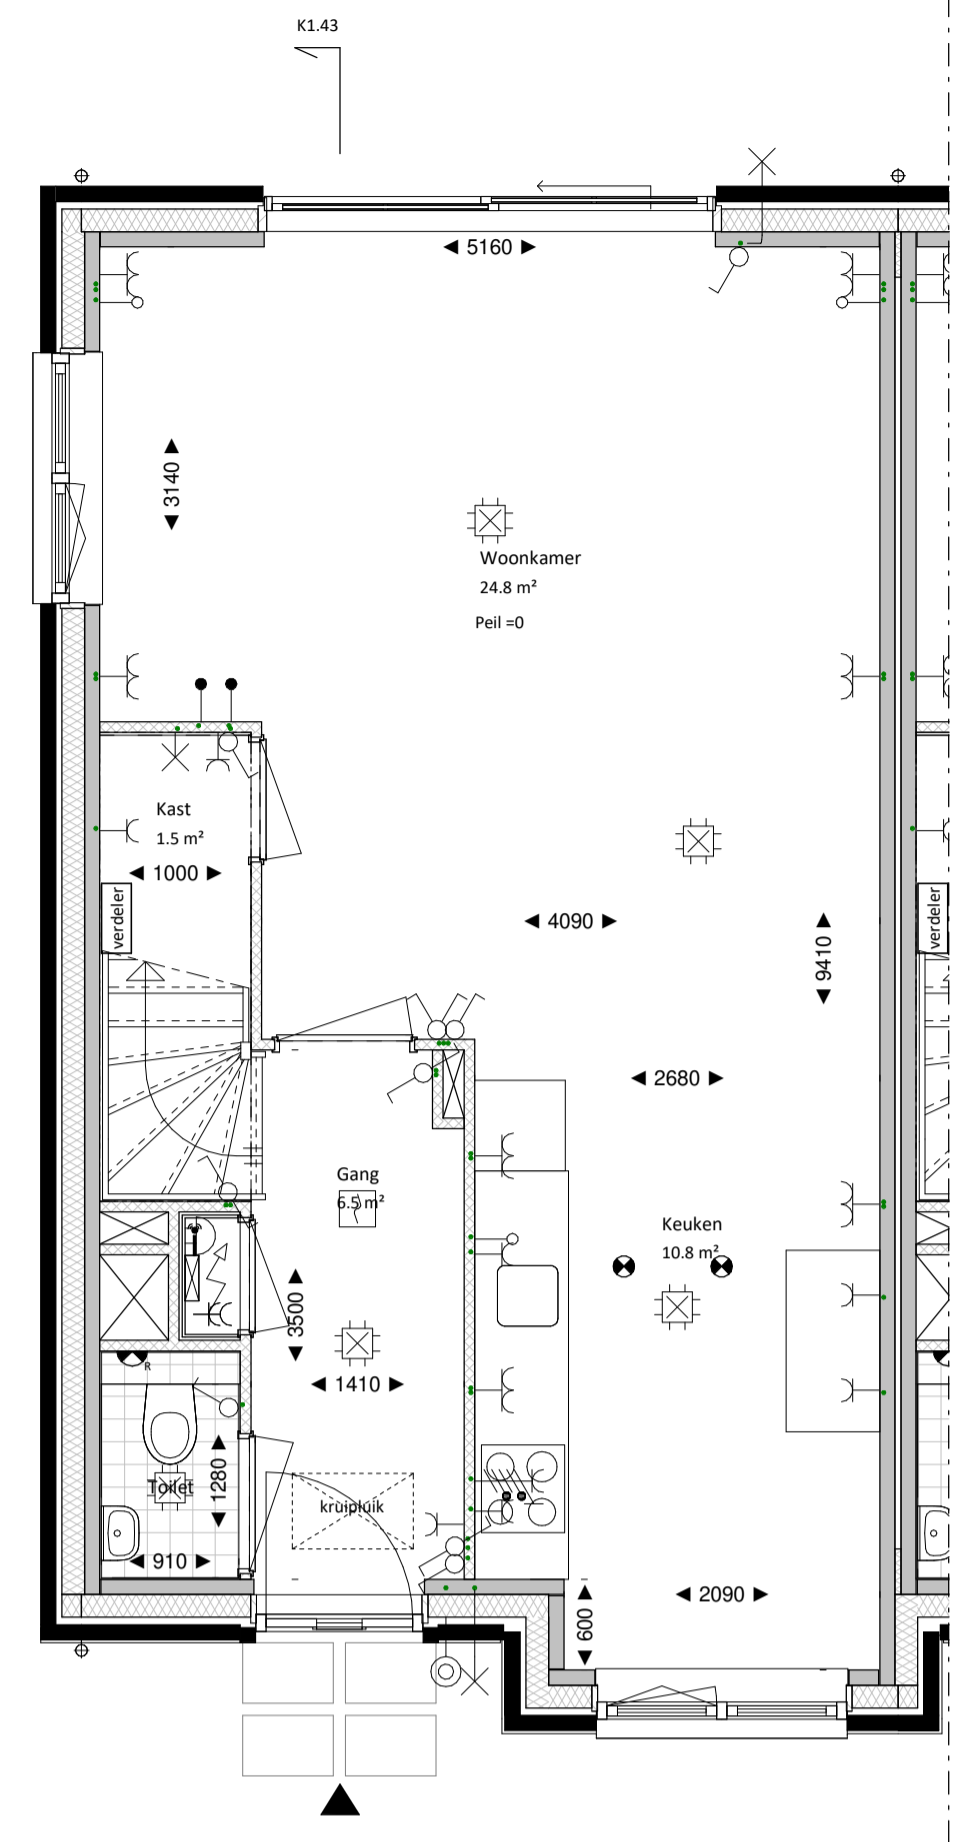 K1.43
5160
3140
Woonkamer
24.8 m²
Peil =0
Kast
1.5 m²
1000
verdeler
verdeler
4090
9410
2680
Gang
6.5 m²
Keuken
10.8 m²
3500
1410
R
Toilet
1280
kruipluik
910
2090
600